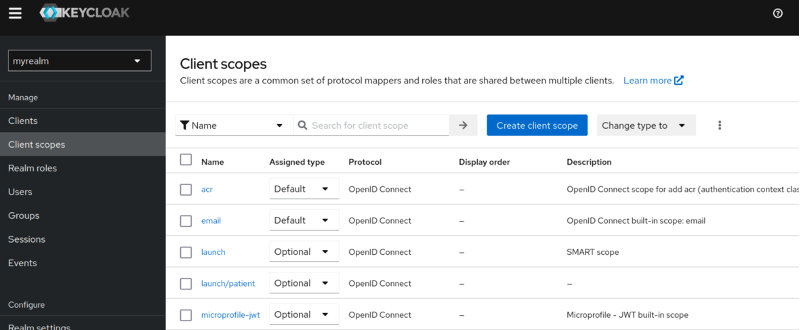 KEYCLOAK
myrealm
Manage
Clients
Client scopes
Realm roles
Users
Groups
Sessions
Events
Configure
Realm settings
Client scopes
Client scopes are a common set of protocol mappers and roles that are shared between multiple clients. Learn more
Name Search for client scope Create client scope Change type to
Name Assigned type Protocol Display order Description
acr Default OpenID Connect – OpenID Connect scope for add acr (authentication context clas
email Default OpenID Connect – OpenID Connect built-in scope: email
launch Optional OpenID Connect – SMART scope
launch/patient Optional OpenID Connect – –
microprofile-jwt Optional OpenID Connect – Microprofile - JWT built-in scope